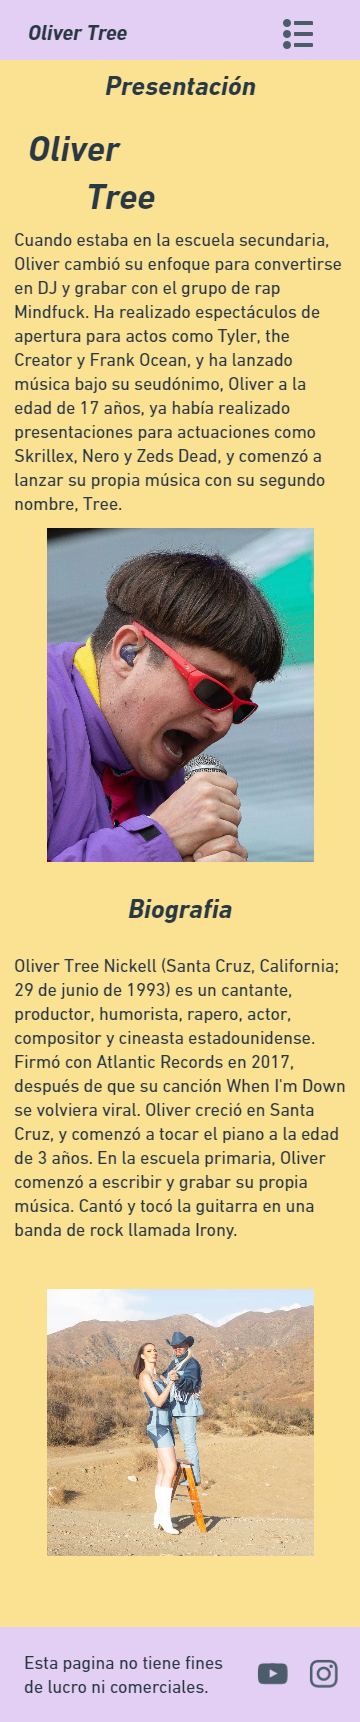 Oliver Tree
Presentación
Oliver
Tree
Cuando estaba en la escuela secundaria,
Oliver cambió su enfoque para convertirse
en DJ y grabar con el grupo de rap
Mindfuck. Ha realizado espectáculos de
apertura para actos como Tyler, the
Creator y Frank Ocean, y ha lanzado
música bajo su seudónimo, Oliver a la
edad de 17 años, ya había realizado
presentaciones para actuaciones como
Skrillex, Nero y Zeds Dead, y comenzó a
lanzar su propia música con su segundo
nombre, Tree.
Biografia
Oliver Tree Nickell (Santa Cruz, California;
29 de junio de 1993) es un cantante,
productor, humorista, rapero, actor,
compositor y cineasta estadounidense.
Firmó con Atlantic Records en 2017,
después de que su canción When I'm Down
se volviera viral. Oliver creció en Santa
Cruz, y comenzó a tocar el piano a la edad
de 3 años. En la escuela primaria, Oliver
comenzó a escribir y grabar su propia
música. Cantó y tocó la guitarra en una
banda de rock llamada Irony.
Esta pagina no tiene fines
de lucro ni comerciales.